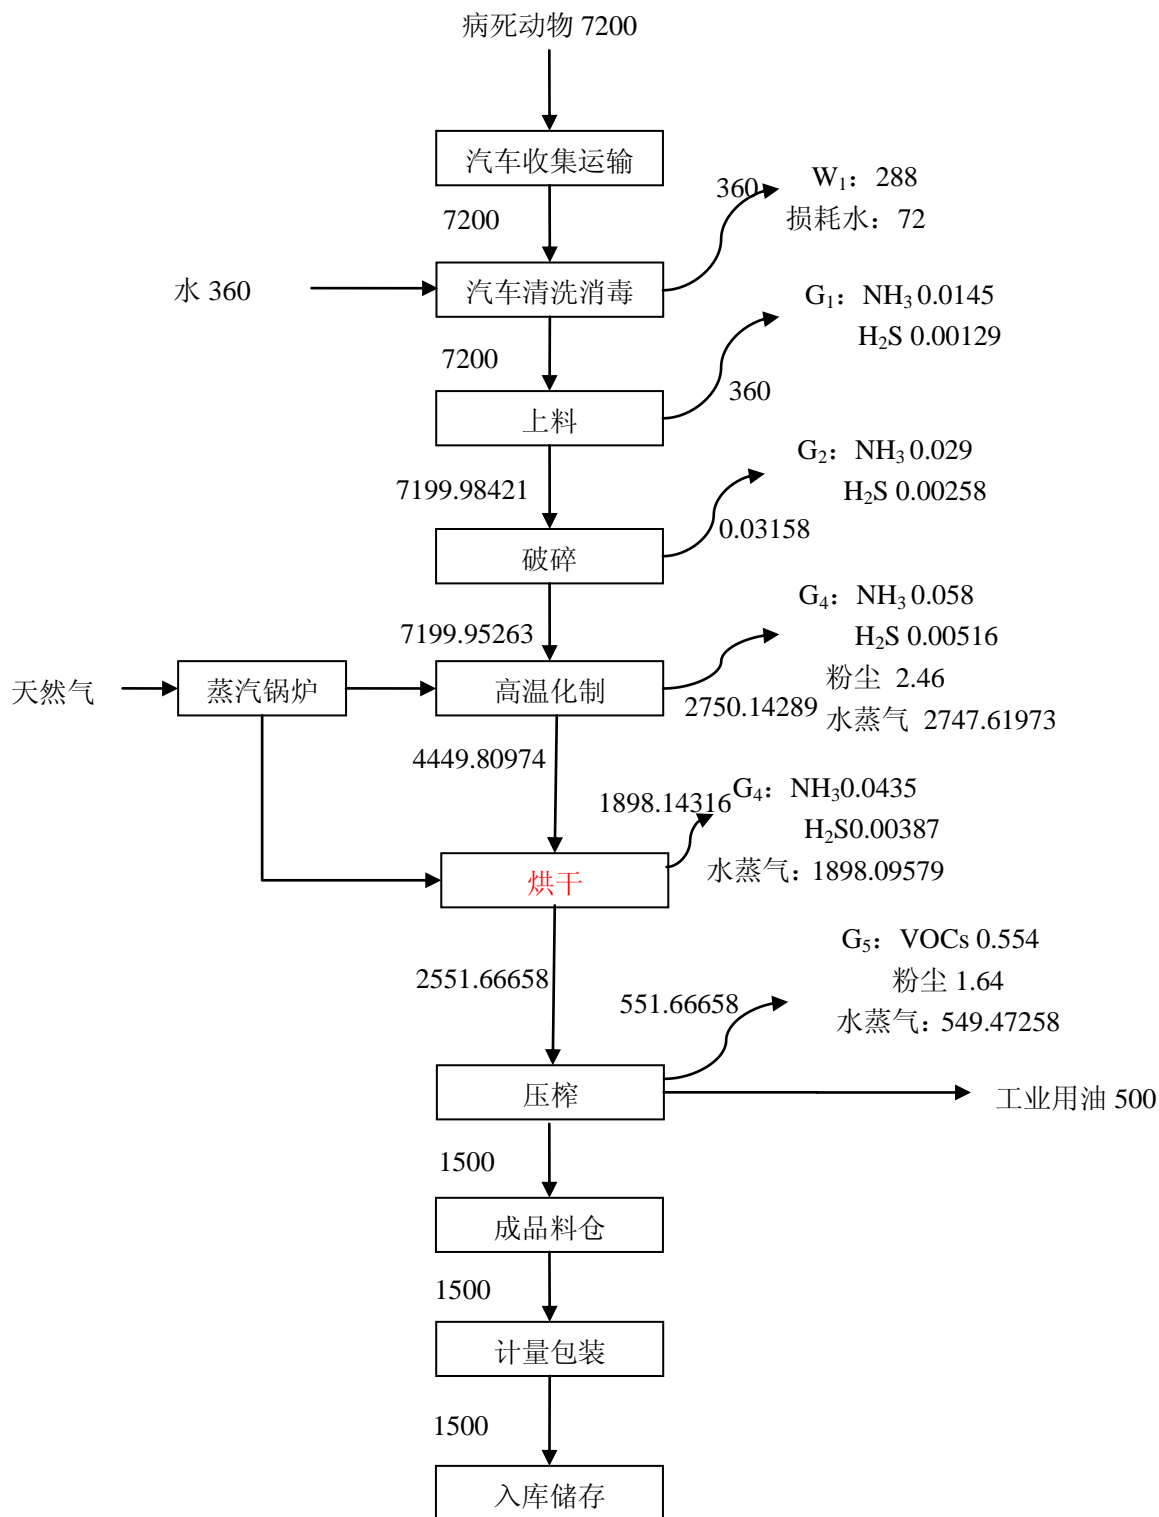 病死动物 7200
汽车收集运输
7200
360
W₁：288
损耗水：72
水 360
汽车清洗消毒
7200
G₁：NH₃ 0.0145
H₂S 0.00129
360
上料
7199.98421
G₂：NH₃ 0.029
H₂S 0.00258
0.03158
破碎
7199.95263
G₄：NH₃ 0.058
H₂S 0.00516
粉尘 2.46
水蒸气 2747.61973
天然气
蒸汽锅炉
高温化制
2750.14289
4449.80974
1898.14316
G₄：NH₃0.0435
H₂S0.00387
水蒸气：1898.09579
烘干
2551.66658
551.66658
G₅：VOCs 0.554
粉尘 1.64
水蒸气：549.47258
压榨
工业用油 500
1500
成品料仓
1500
计量包装
1500
入库储存